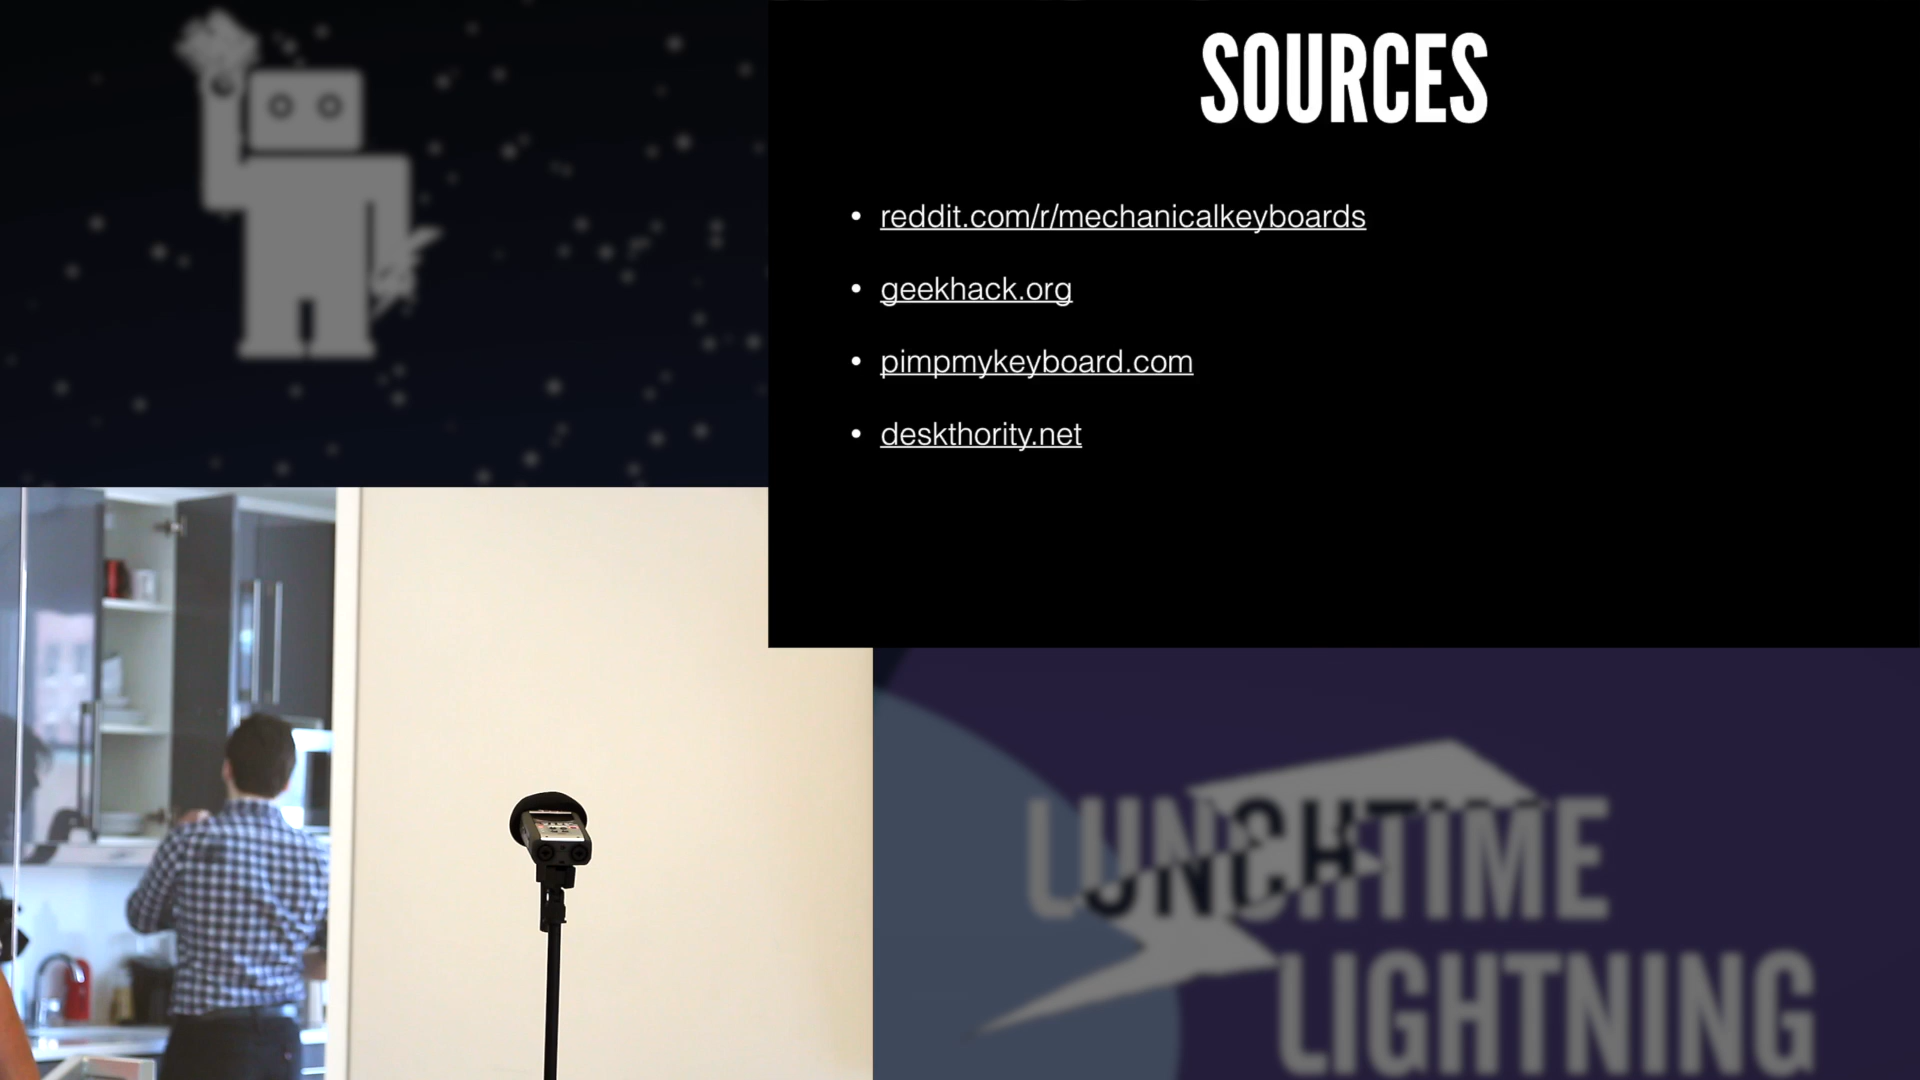 SOURCES
• reddit.com/r/mechanicalkeyboards
• geekhack.org
• pimpmykeyboard.com
• deskthority.net
LUNCHTIME
LIGHTNING